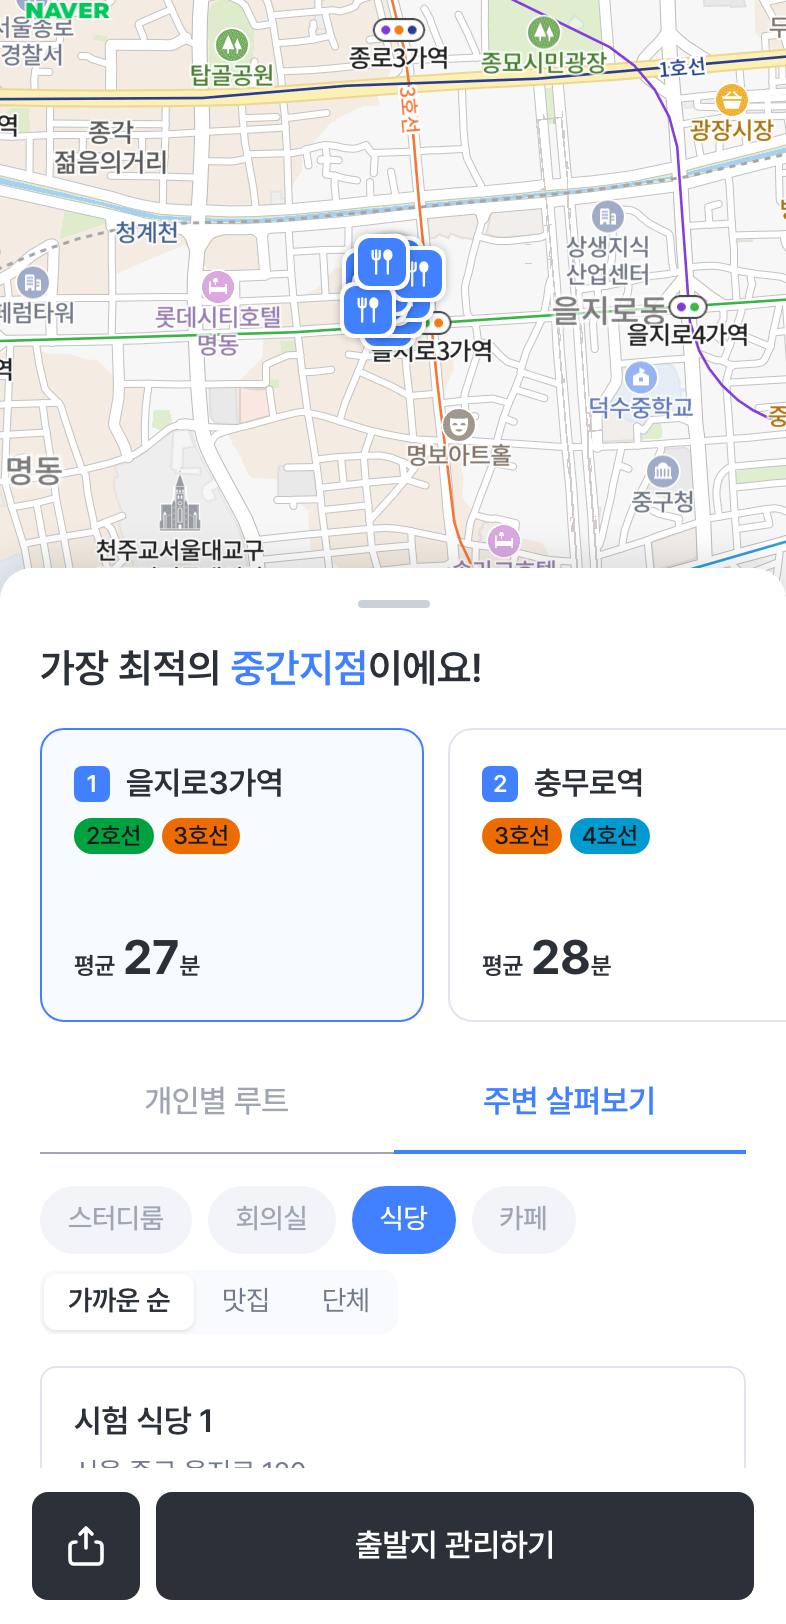 NAVER
서울종로
경찰서
탑골공원
종로3가역
종묘시민광장
1호선
3호선
광장시장
역
종각
젊음의거리
청계천
상생지식
산업센터
페럼타워
롯데시티호텔
명동
을지로동
을지로4가역
을지로3가역
역
덕수중학교
명보아트홀
명동
중구청
천주교서울대교구
가장 최적의 중간지점이에요!
1 을지로3가역
2호선 3호선
평균 27분
2 충무로역
3호선 4호선
평균 28분
개인별 루트
주변 살펴보기
스터디룸
회의실
식당
카페
가까운 순
맛집
단체
시험 식당 1
출발지 관리하기